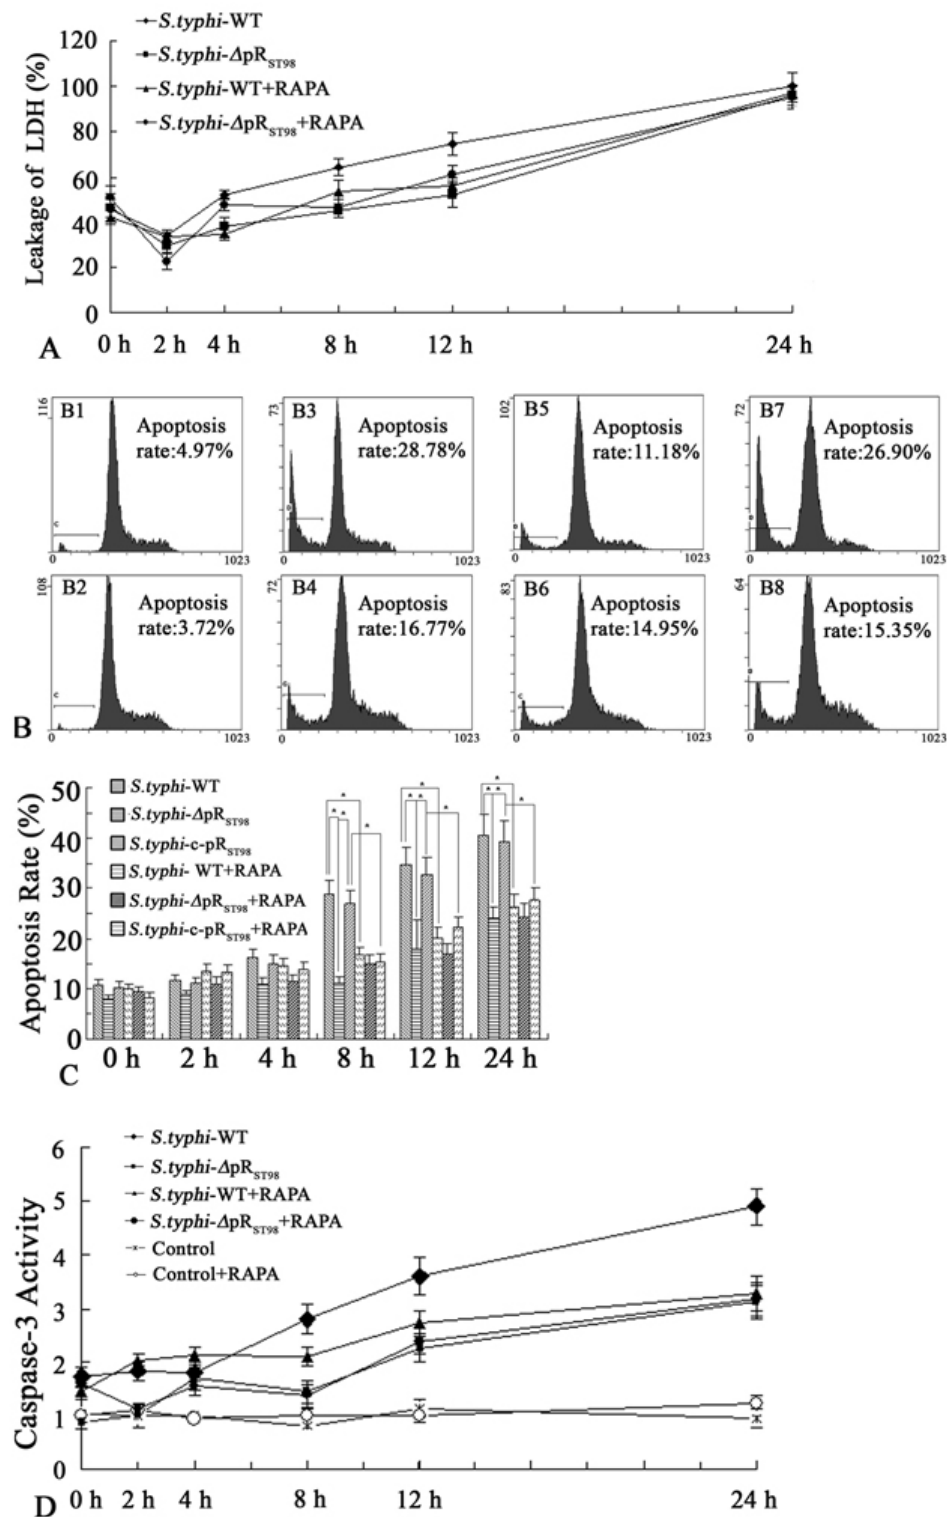 S.typhi-WT
S.typhi-ΔpRST98
S.typhi-WT+RAPA
S.typhi-ΔpRST98+RAPA
Leakage of LDH (%)
120
100
80
60
40
20
0
0 h 2 h 4 h 8 h 12 h 24 h
A
B1
Apoptosis
rate:4.97%
116
c
0 1023
B3
Apoptosis
rate:28.78%
73
0 1023
B5
Apoptosis
rate:11.18%
102
0 1023
B7
Apoptosis
rate:26.90%
72
0 1023
B2
Apoptosis
rate:3.72%
108
c
0 1023
B4
Apoptosis
rate:16.77%
72
c
0 1023
B6
Apoptosis
rate:14.95%
83
c
0 1023
B8
Apoptosis
rate:15.35%
64
0 1023
B
S.typhi-WT
S.typhi-ΔpRST98
S.typhi-c-pRST98
S.typhi- WT+RAPA
S.typhi-ΔpRST98+RAPA
S.typhi-c-pRST98+RAPA
Apoptosis Rate (%)
50
40
30
20
10
0
* * * *
* * * *
* * * *
0 h 2 h 4 h 8 h 12 h 24 h
C
S.typhi-WT
S.typhi-ΔpRST98
S.typhi-WT+RAPA
S.typhi-ΔpRST98+RAPA
Control
Control+RAPA
Caspase-3 Activity
6
5
4
3
2
1
0
0 h 2 h 4 h 8 h 12 h 24 h
D